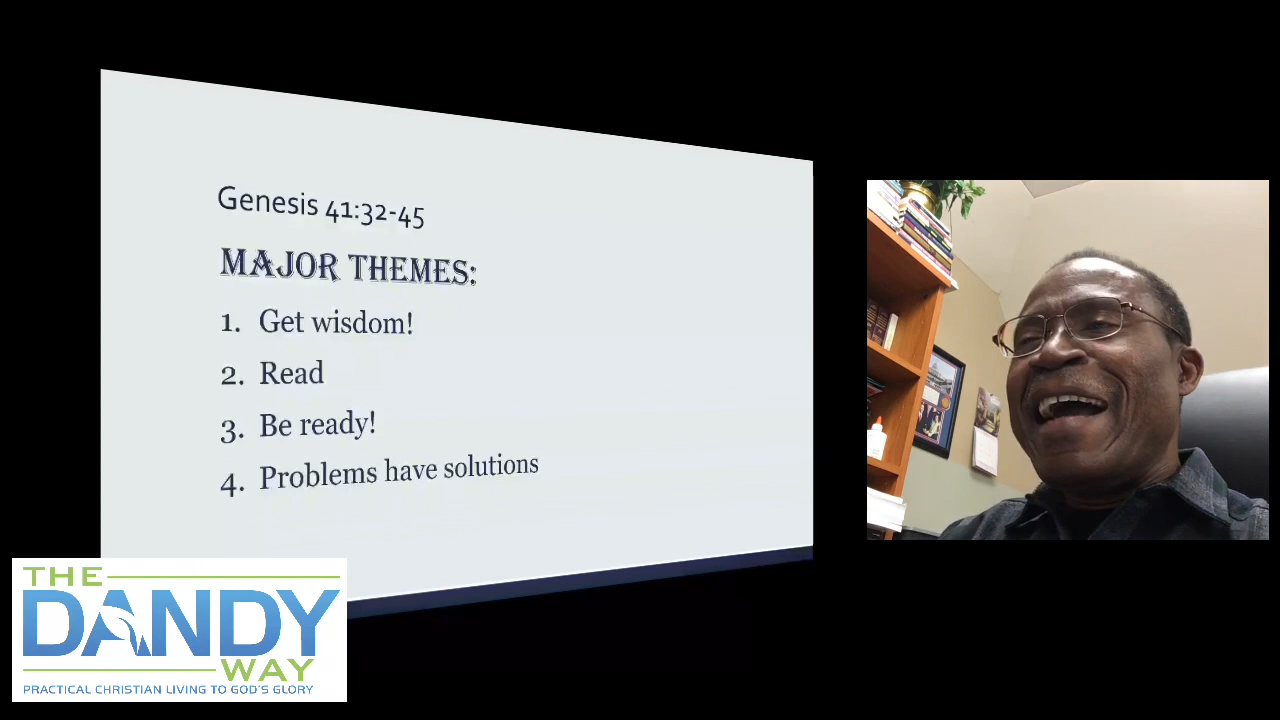 Genesis 41:32-45
MAJOR THEMES:
1. Get wisdom!
2. Read
3. Be ready!
4. Problems have solutions
THE
DANDY
WAY
PRACTICAL CHRISTIAN LIVING TO GOD'S GLORY